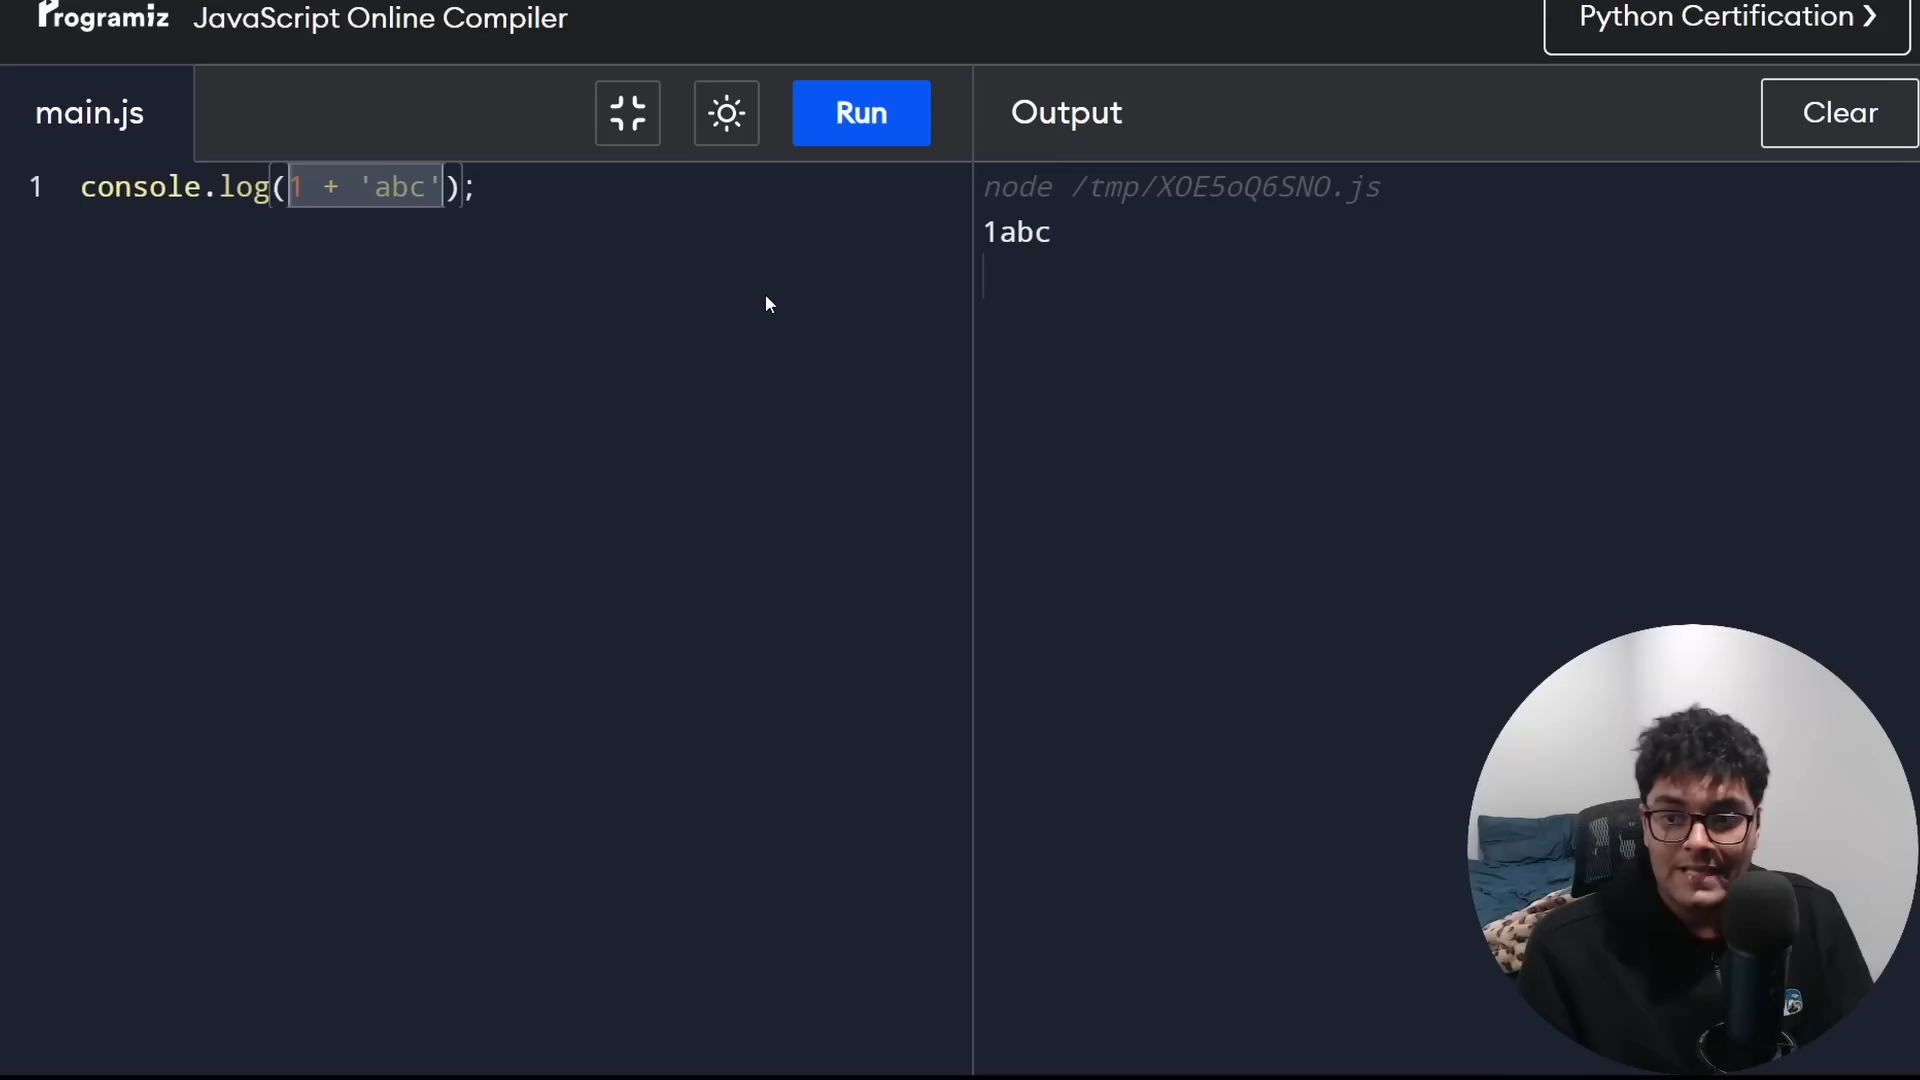 Programiz JavaScript Online Compiler
Python Certification ❯
main.js
Run
Output
Clear
1 console.log(1 + 'abc');
node /tmp/XOE5oQ6SNO.js
1abc